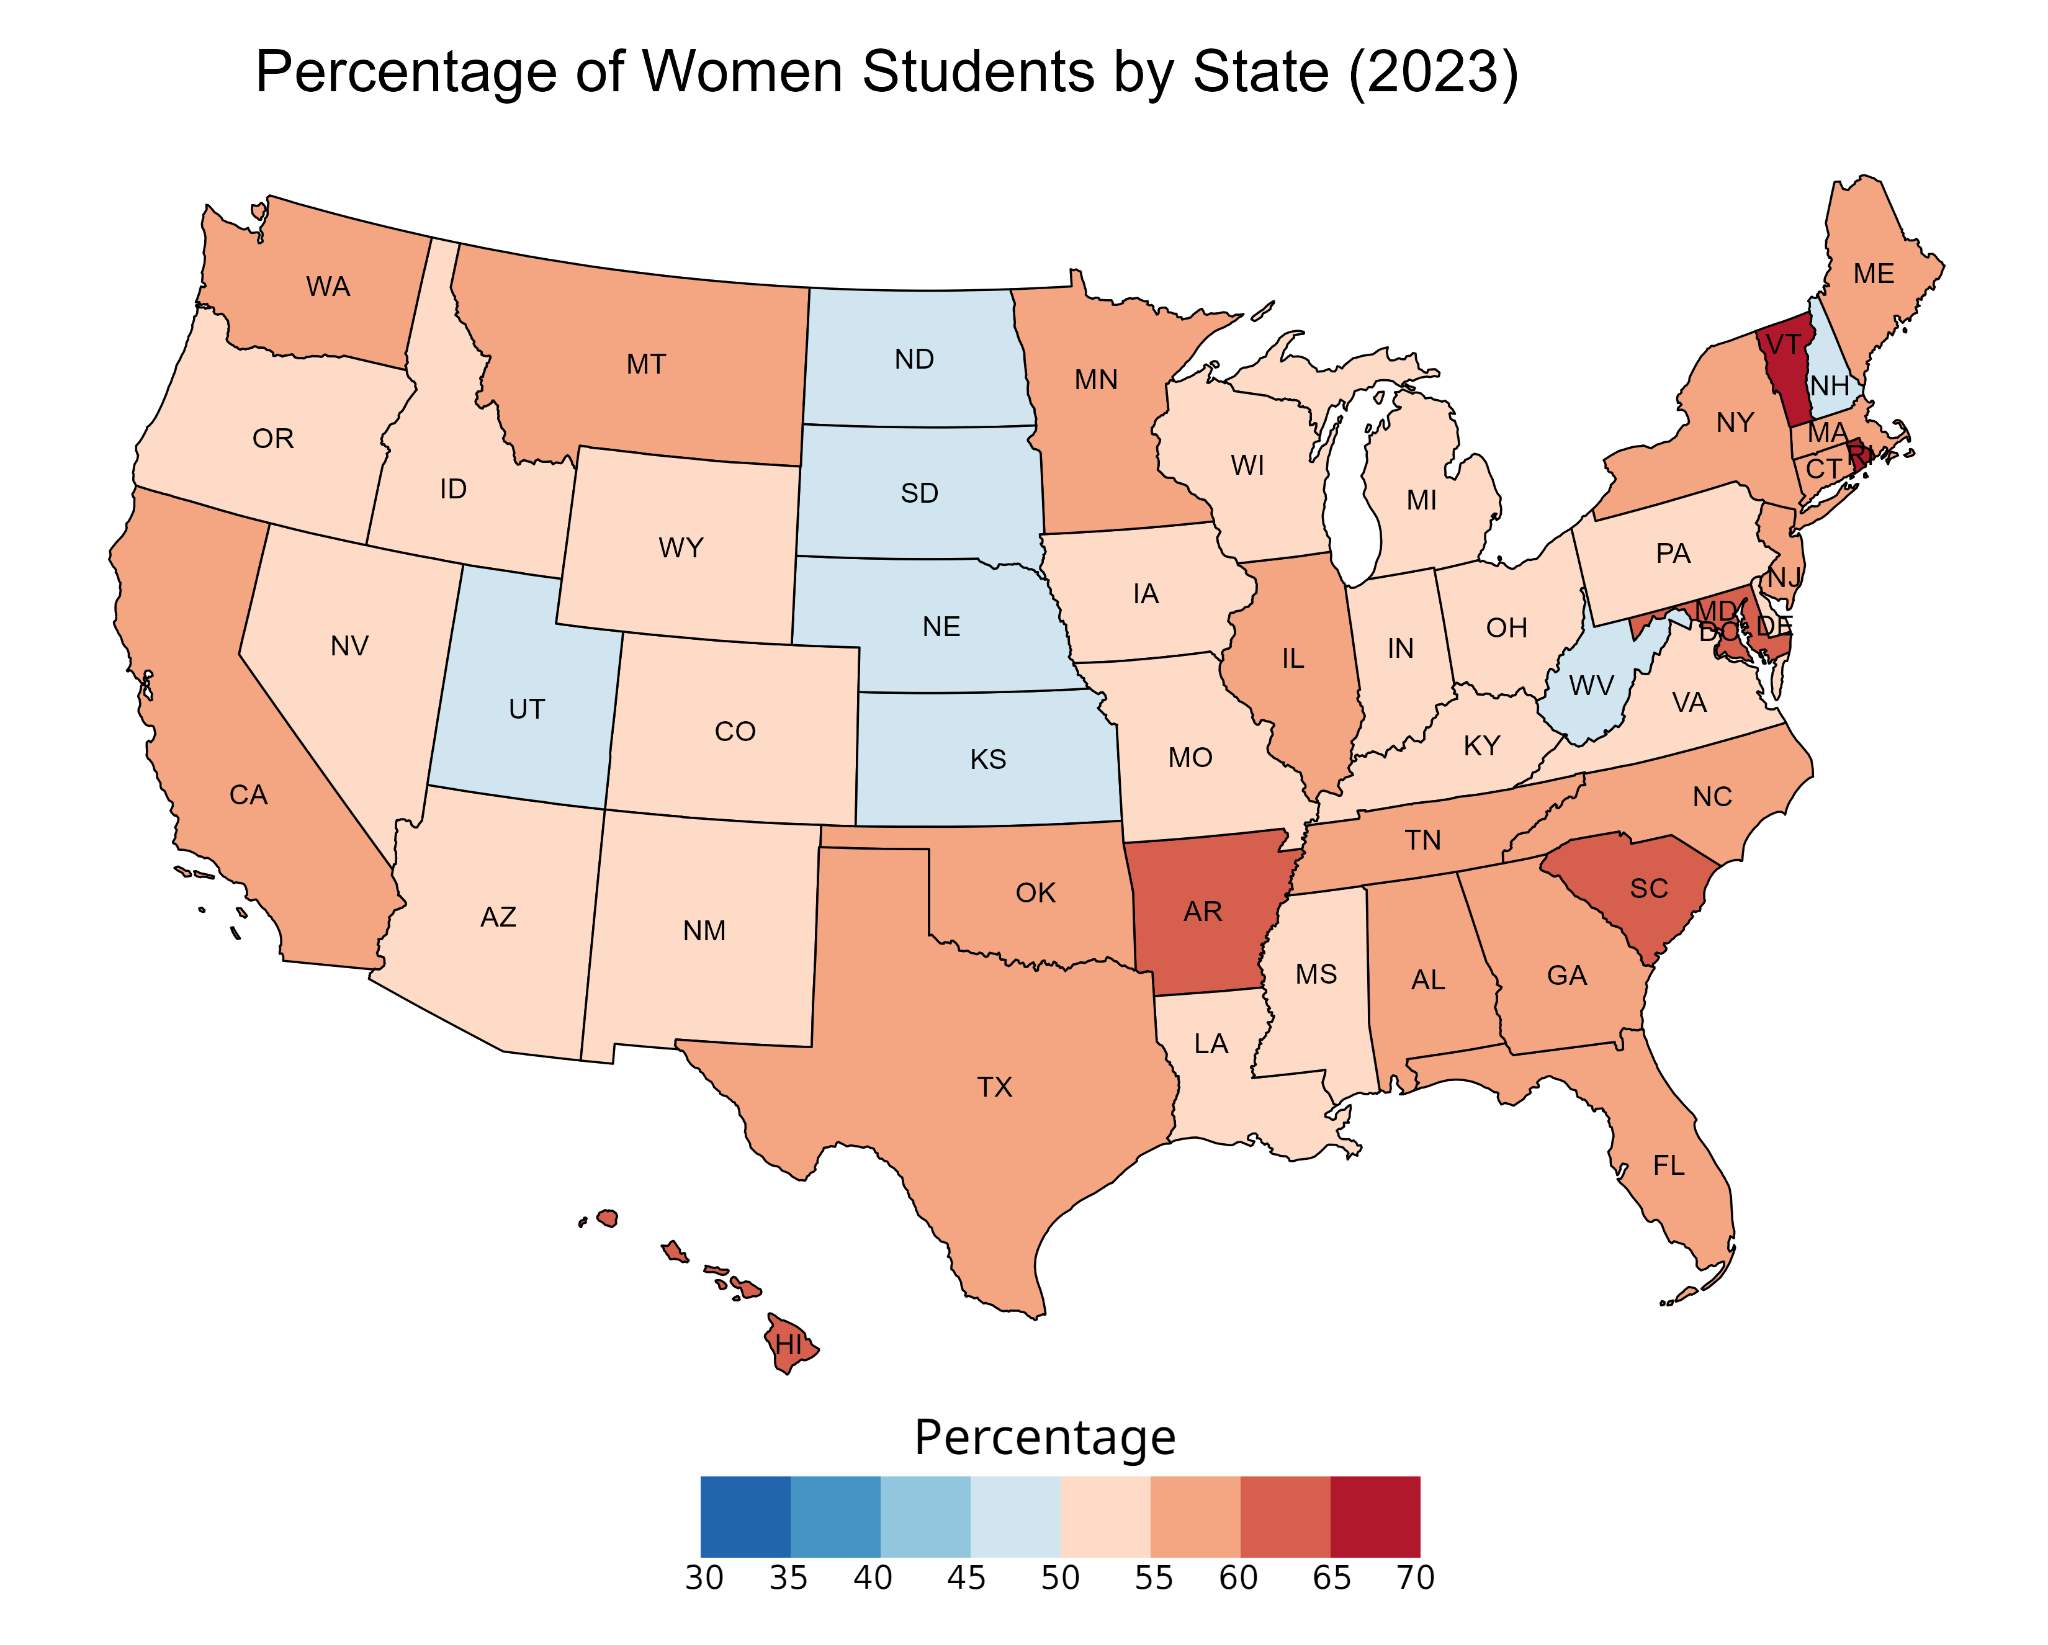 Percentage of Women Students by State (2023)
WA
MT
ND
MN
ME
VT
NH
OR
ID
SD
WI
MI
NY
MA
RI
CT
WY
IA
PA
NJ
NV
NE
IL
IN
OH
MD
DC
DE
UT
CO
KS
MO
KY
WV
VA
CA
AZ
NM
OK
AR
TN
NC
SC
MS
AL
GA
TX
LA
FL
HI
Percentage
30 35 40 45 50 55 60 65 70